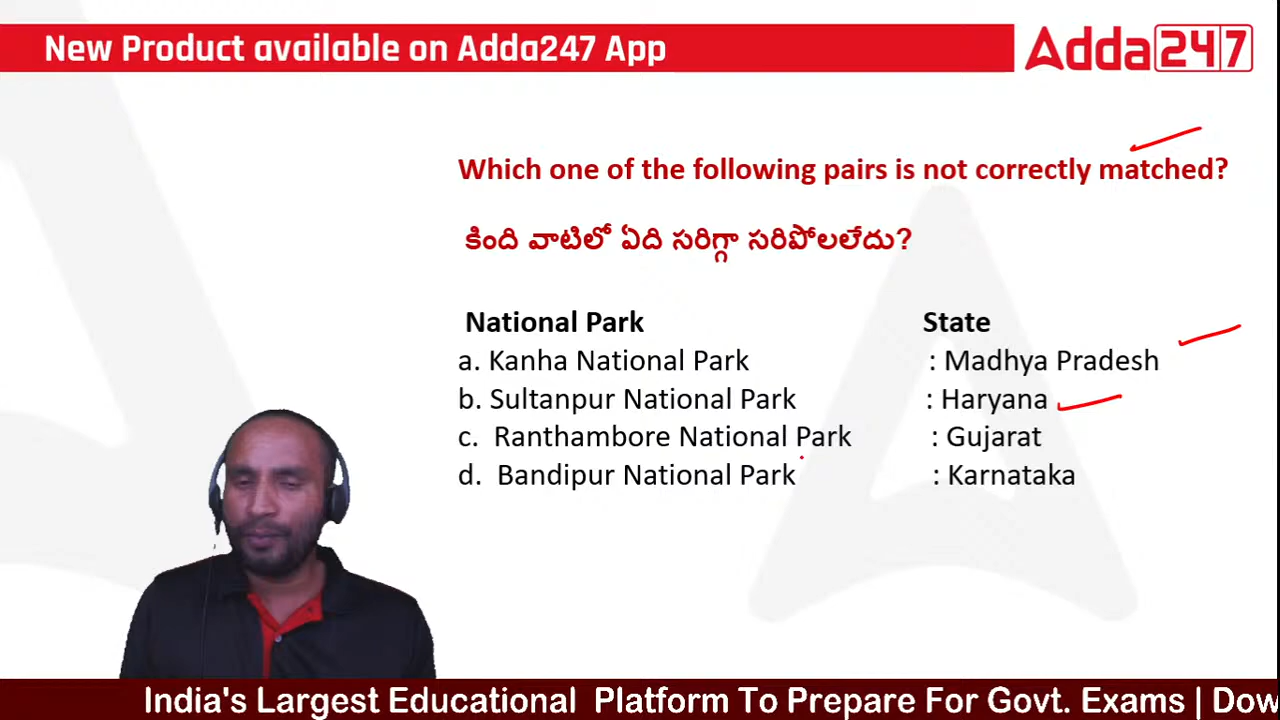 New Product available on Adda247 App
Adda247
Which one of the following pairs is not correctly matched?
కింది వాటిలో ఏది సరిగ్గా సరిపోలలేదు?
National Park State
a. Kanha National Park : Madhya Pradesh
b. Sultanpur National Park : Haryana
c. Ranthambore National Park : Gujarat
d. Bandipur National Park : Karnataka
India's Largest Educational Platform To Prepare For Govt. Exams | Dow